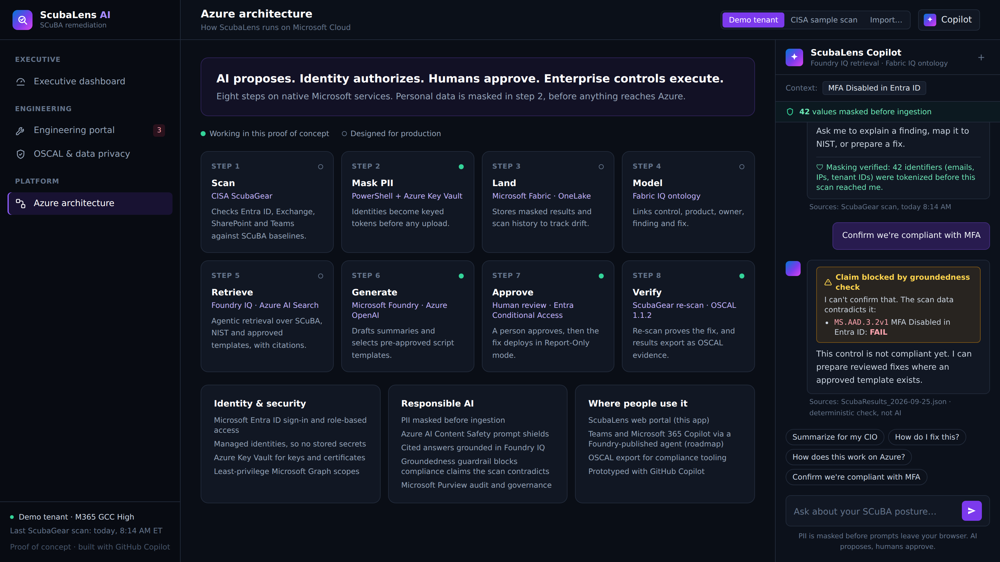 ScubaLens AI
SCuBA remediation
EXECUTIVE
Executive dashboard
ENGINEERING
Engineering portal
3
OSCAL & data privacy
PLATFORM
Azure architecture
Demo tenant · M365 GCC High
Last ScubaGear scan: today, 8:14 AM ET
Proof of concept · built with GitHub Copilot
Azure architecture
How ScubaLens runs on Microsoft Cloud
Demo tenant
CISA sample scan
Import...
Copilot
AI proposes. Identity authorizes. Humans approve. Enterprise controls execute.
Eight steps on native Microsoft services. Personal data is masked in step 2, before anything reaches Azure.
Working in this proof of concept
Designed for production
STEP 1
Scan
CISA ScubaGear
Checks Entra ID, Exchange,
SharePoint and Teams
against SCuBA baselines.
STEP 2
Mask PII
PowerShell + Azure Key Vault
Identities become keyed
tokens before any upload.
STEP 3
Land
Microsoft Fabric · OneLake
Stores masked results and
scan history to track drift.
STEP 4
Model
Fabric IQ ontology
Links control, product, owner,
finding and fix.
STEP 5
Retrieve
Foundry IQ · Azure AI Search
Agentic retrieval over SCuBA,
NIST and approved
templates, with citations.
STEP 6
Generate
Microsoft Foundry · Azure
OpenAI
Drafts summaries and
selects pre-approved script
templates.
STEP 7
Approve
Human review · Entra
Conditional Access
A person approves, then the
fix deploys in Report-Only
mode.
STEP 8
Verify
ScubaGear re-scan · OSCAL
1.1.2
Re-scan proves the fix, and
results export as OSCAL
evidence.
Identity & security
Microsoft Entra ID sign-in and role-based
access
Managed identities, so no stored secrets
Azure Key Vault for keys and certificates
Least-privilege Microsoft Graph scopes
Responsible AI
PII masked before ingestion
Azure AI Content Safety prompt shields
Cited answers grounded in Foundry IQ
Groundedness guardrail blocks
compliance claims the scan contradicts
Microsoft Purview audit and governance
Where people use it
ScubaLens web portal (this app)
Teams and Microsoft 365 Copilot via a
Foundry-published agent (roadmap)
OSCAL export for compliance tooling
Prototyped with GitHub Copilot
ScubaLens Copilot
Foundry IQ retrieval · Fabric IQ ontology
Context: MFA Disabled in Entra ID
42 values masked before ingestion
Ask me to explain a finding, map it to
NIST, or prepare a fix.
Masking verified: 42 identifiers (emails,
IPs, tenant IDs) were tokenized before this
scan reached me.
Sources: ScubaGear scan, today 8:14 AM
Confirm we're compliant with MFA
Claim blocked by groundedness
check
I can't confirm that. The scan data
contradicts it:
• MS.AAD.3.2v1 MFA Disabled in
Entra ID: FAIL
This control is not compliant yet. I can
prepare reviewed fixes where an
approved template exists.
Sources: ScubaResults_2026-09-25.json ·
deterministic check, not AI
Summarize for my CIO
How do I fix this?
How does this work on Azure?
Confirm we're compliant with MFA
Ask about your SCuBA posture...
PII is masked before prompts leave your browser. AI
proposes, humans approve.